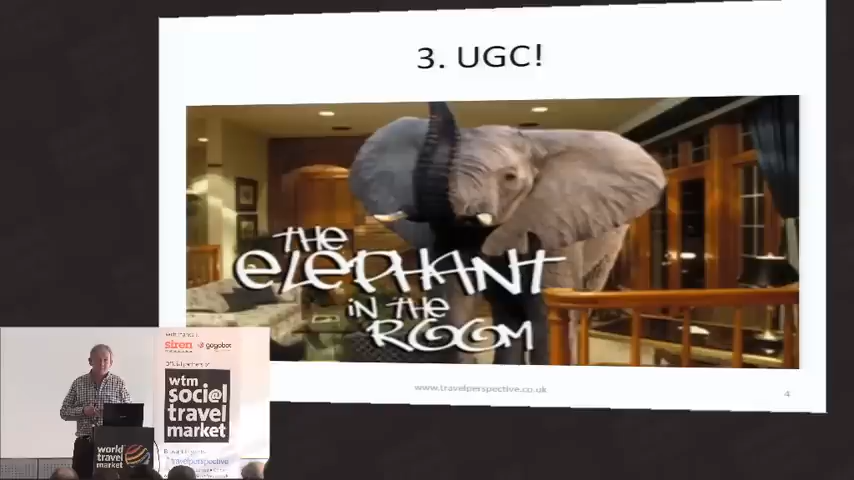 3. UGC!
THE
ELEPHANT
IN THE
ROOM
www.travelperspective.co.uk
4
siren gogobot
wtm
soci@l
travel
market
travelperspective
world
travel
market